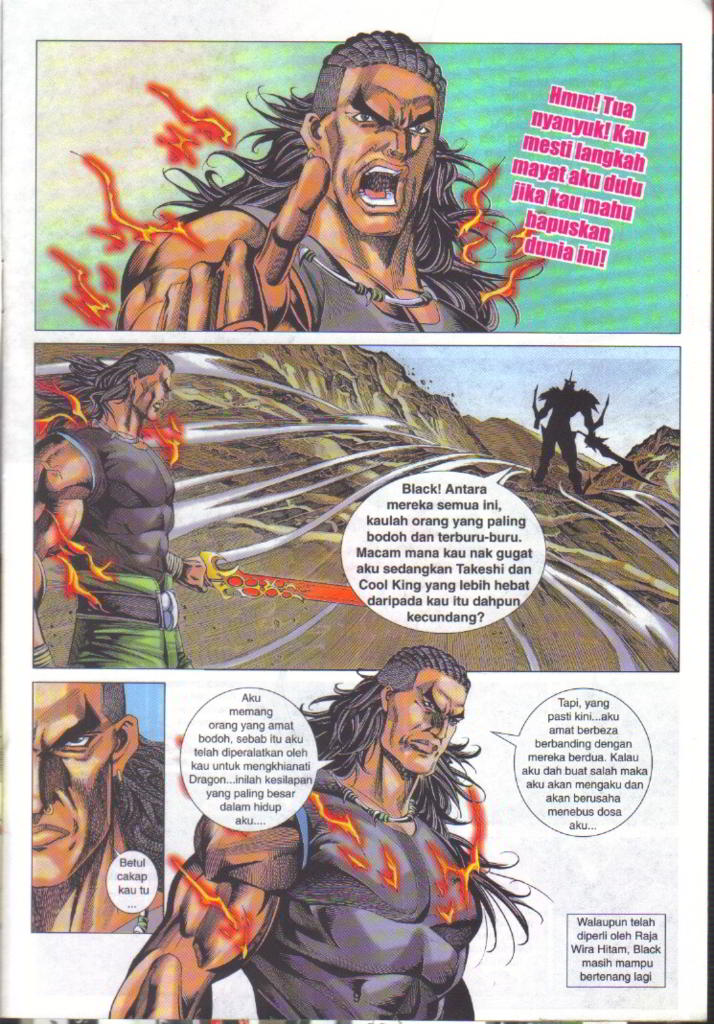 Hmm! Tua
nyanyuk! Kau
mesti langkah
mayat aku dulu
jika kau mahu
hapuskan
dunia ini!
Black! Antara
mereka semua ini,
kaulah orang yang paling
bodoh dan terburu-buru.
Macam mana kau nak gugat
aku sedangkan Takeshi dan
Cool King yang lebih hebat
daripada kau itu dahpun
kecundang?
Betul
cakap
kau tu
...
Aku
memang
orang yang amat
bodoh, sebab itu aku
telah diperalatkan oleh
kau untuk mengkhianati
Dragon...inilah kesilapan
yang paling besar
dalam hidup
aku....
Tapi, yang
pasti kini...aku
amat berbeza
berbanding dengan
mereka berdua. Kalau
aku dah buat salah maka
aku akan mengaku dan
akan berusaha
menebus dosa
aku...
Walaupun telah
diperli oleh Raja
Wira Hitam, Black
masih mampu
bertenang lagi